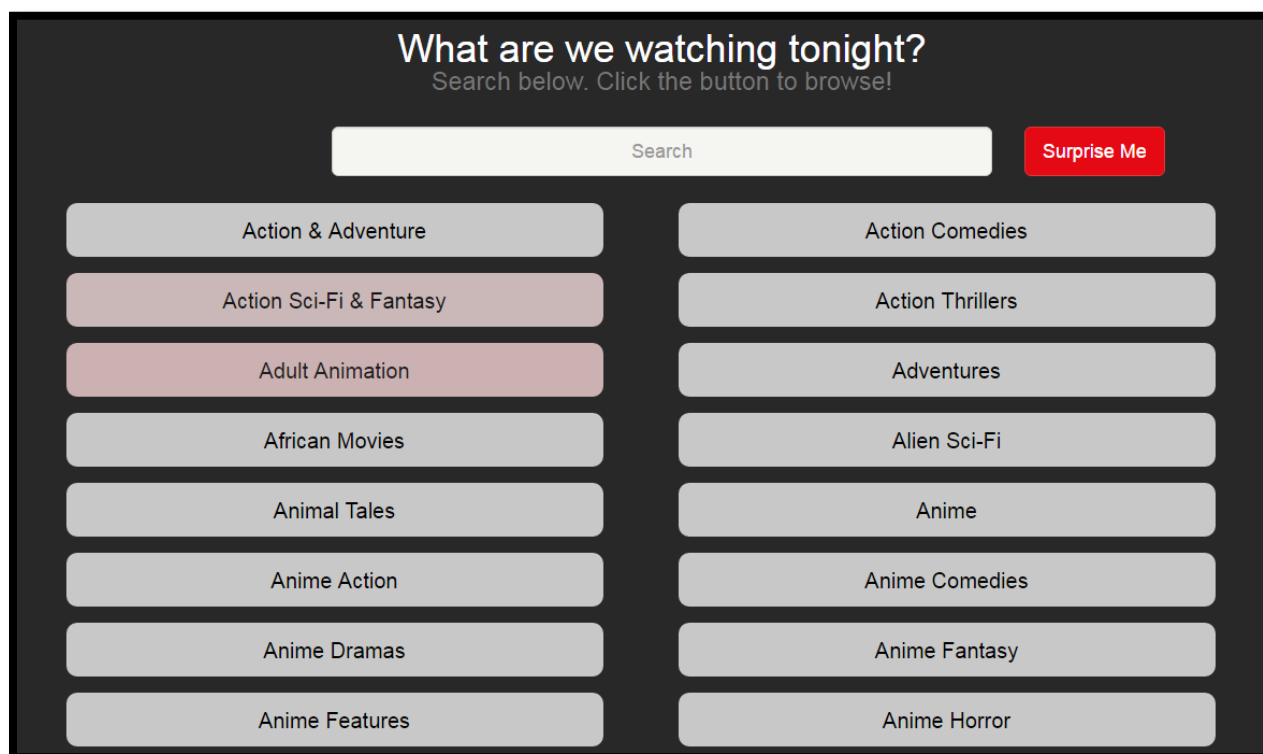 What are we watching tonight?
Search below. Click the button to browse!
Search
Surprise Me
Action & Adventure
Action Comedies
Action Sci-Fi & Fantasy
Action Thrillers
Adult Animation
Adventures
African Movies
Alien Sci-Fi
Animal Tales
Anime
Anime Action
Anime Comedies
Anime Dramas
Anime Fantasy
Anime Features
Anime Horror